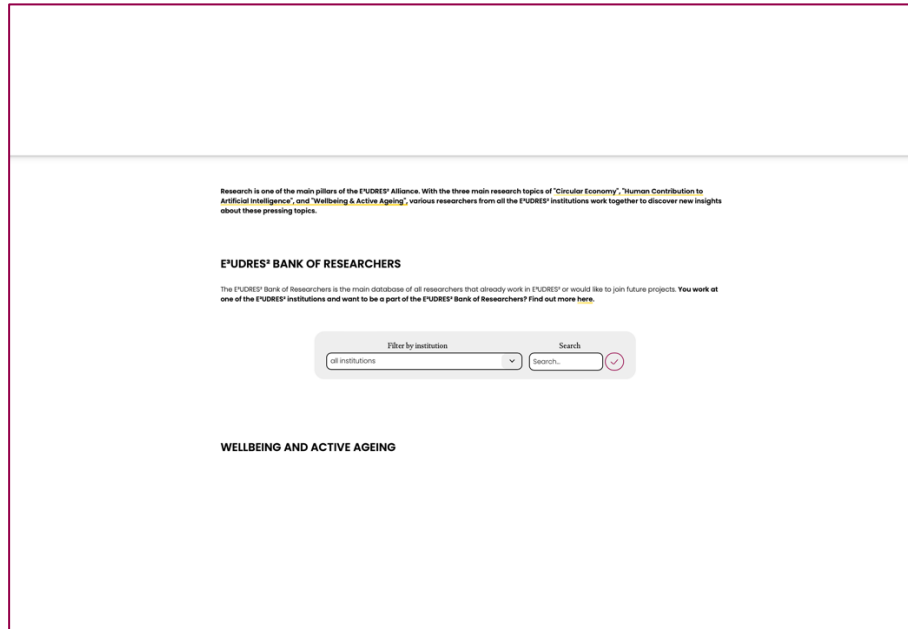 Research is one of the main pillars of the E³UDRES² Alliance. With the three main research topics of "Circular Economy", "Human Contribution to
Artificial Intelligence", and "Wellbeing & Active Ageing", various researchers from all the E³UDRES² institutions work together to discover new insights
about these pressing topics.
E³UDRES² BANK OF RESEARCHERS
The E³UDRES² Bank of Researchers is the main database of all researchers that already work in E³UDRES² or would like to join future projects. You work at
one of the E³UDRES² institutions and want to be a part of the E³UDRES² Bank of Researchers? Find out more here.
Filter by institution
Search
all institutions
Search...
WELLBEING AND ACTIVE AGEING